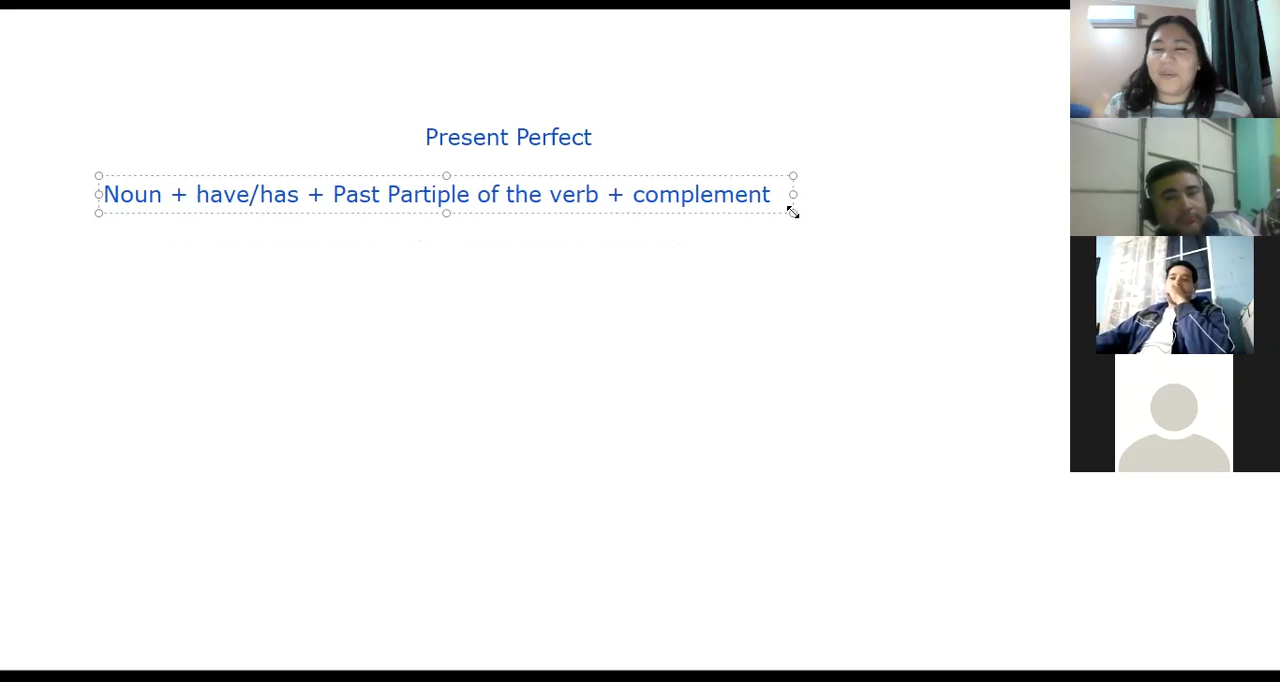 Present Perfect
Noun + have/has + Past Partiple of the verb + complement